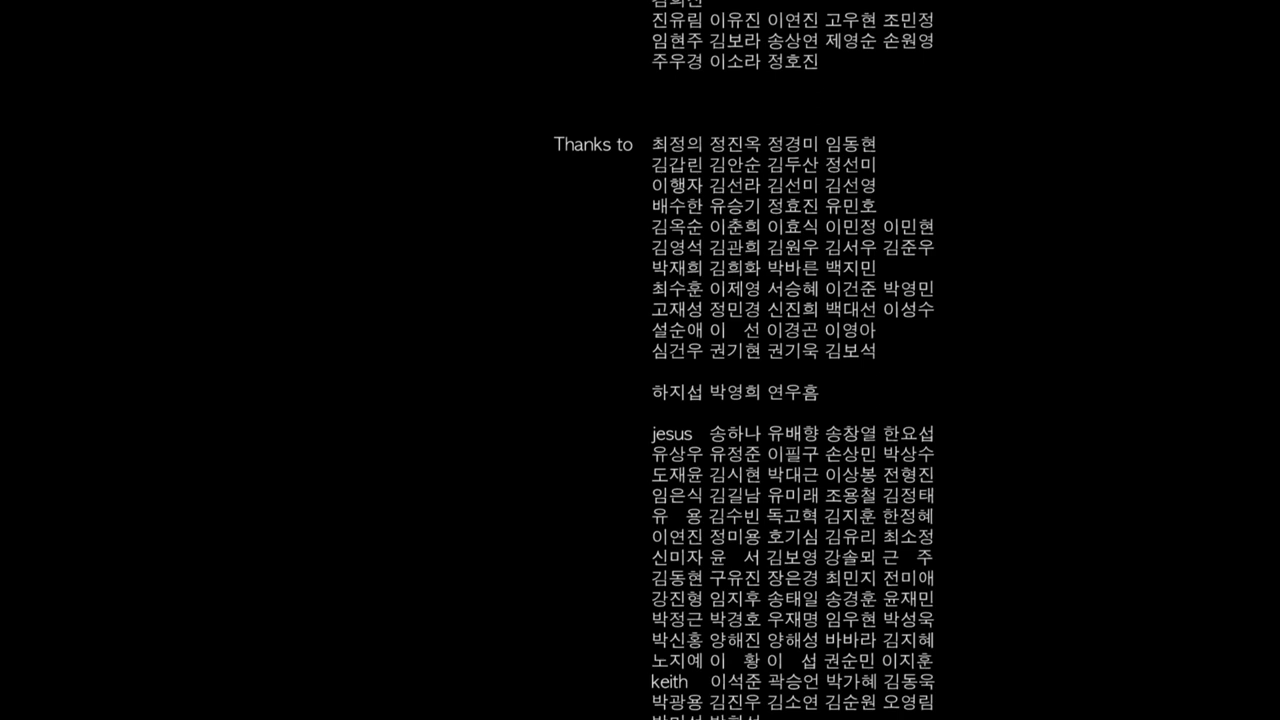 진유림 이유진 이연진 고우현 조민정
임현주 김보라 송상연 제영순 손원영
주우경 이소라 정호진
Thanks to 최정의 정진옥 정경미 임동현
김갑린 김안순 김두산 정선미
이행자 김선라 김선미 김선영
배수한 유승기 정효진 유민호
김옥순 이춘희 이효식 이민정 이민현
김영석 김관희 김원우 김서우 김준우
박재희 김희화 박바른 백지민
최수훈 이제영 서승혜 이건준 박영민
고재성 정민경 신진희 백대선 이성수
설순애 이 선 이경곤 이영아
심건우 권기현 권기욱 김보석
하지섭 박영희 연우흠
jesus 송하나 유배향 송창열 한요섭
유상우 유정준 이필구 손상민 박상수
도재윤 김시현 박대근 이상봉 전형진
임은식 김길남 유미래 조용철 김정태
유 용 김수빈 독고혁 김지훈 한정혜
이연진 정미용 호기심 김유리 최소정
신미자 윤 서 김보영 강솔뫼 근 주
김동현 구유진 장은경 최민지 전미애
강진형 임지후 송태일 송경훈 윤재민
박정근 박경호 우재명 임우현 박성욱
박신홍 양해진 양해성 바바라 김지혜
노지예 이 황 이 섭 권순민 이지훈
keith 이석준 곽승언 박가혜 김동욱
박광용 김진우 김소연 김순원 오영림